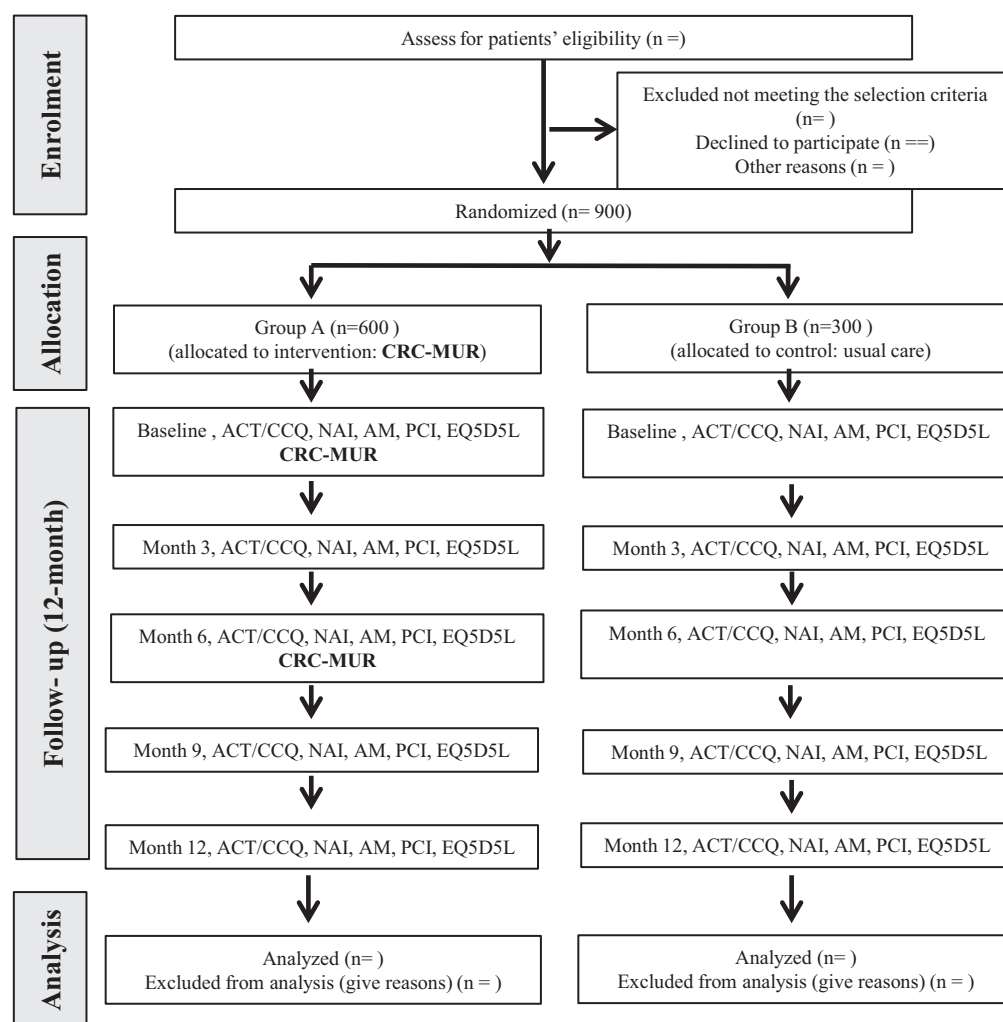 Enrolment
Assess for patients’ eligibility (n =)
Excluded not meeting the selection criteria
(n= )
Declined to participate (n ==)
Other reasons (n = )
Randomized (n= 900)
Allocation
Group A (n=600 )
(allocated to intervention: CRC-MUR)
Group B (n=300 )
(allocated to control: usual care)
Follow- up (12-month)
Baseline , ACT/CCQ, NAI, AM, PCI, EQ5D5L
CRC-MUR
Baseline , ACT/CCQ, NAI, AM, PCI, EQ5D5L
Month 3, ACT/CCQ, NAI, AM, PCI, EQ5D5L
Month 3, ACT/CCQ, NAI, AM, PCI, EQ5D5L
Month 6, ACT/CCQ, NAI, AM, PCI, EQ5D5L
CRC-MUR
Month 6, ACT/CCQ, NAI, AM, PCI, EQ5D5L
Month 9, ACT/CCQ, NAI, AM, PCI, EQ5D5L
Month 9, ACT/CCQ, NAI, AM, PCI, EQ5D5L
Month 12, ACT/CCQ, NAI, AM, PCI, EQ5D5L
Month 12, ACT/CCQ, NAI, AM, PCI, EQ5D5L
Analysis
Analyzed (n= )
Excluded from analysis (give reasons) (n = )
Analyzed (n= )
Excluded from analysis (give reasons) (n = )